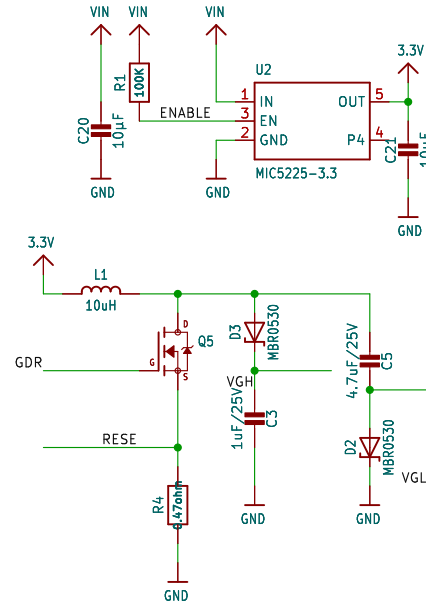 VIN
VIN
VIN
R1
100K
C20
10µF
ENABLE
GND
U2
1 IN
3 EN
2 GND
OUT 5
P4 4
MIC5225-3.3
GND
3.3V
C21
GND
3.3V
L1
10uH
GDR
D
G
S
Q5
RESE
R4
0.47ohm
GND
D3
MBR0530
VGH
1uF/25V
C3
GND
4.7uF/25V
C5
D2
MBR0530
VGL
GND